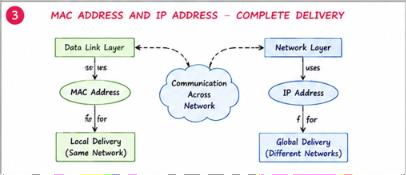 3 MAC ADDRESS AND IP ADDRESS – COMPLETE DELIVERY
Data Link Layer
Network Layer
uses
MAC Address
Communication
Across
Network
IP Address
for
for
Local Delivery
(Same Network)
Global Delivery
(Different Networks)